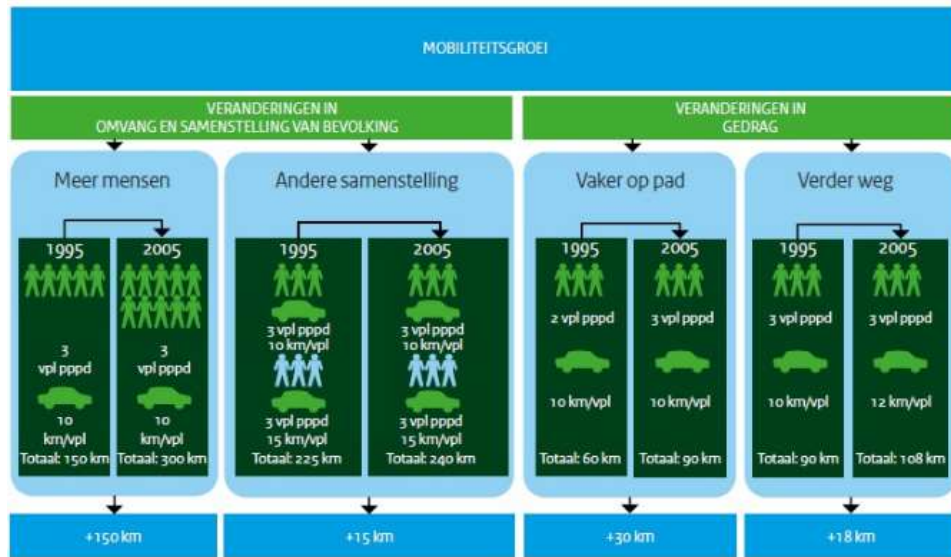 MOBILITEITSGROEI
VERANDERINGEN IN
OMVANG EN SAMENSTELLING VAN BEVOLKING
VERANDERINGEN IN
GEDRAG
Meer mensen
1995
3
vpl pppd
10
km/vpl
Totaal: 150 km
2005
3
vpl pppd
10
km/vpl
Totaal: 300 km
+150 km
Andere samenstelling
1995
3 vpl pppd
10 km/vpl
3 vpl pppd
15 km/vpl
Totaal: 225 km
2005
3 vpl pppd
10 km/vpl
3 vpl pppd
15 km/vpl
Totaal: 240 km
+15 km
Vaker op pad
1995
2 vpl pppd
10 km/vpl
Totaal: 60 km
2005
3 vpl pppd
10 km/vpl
Totaal: 90 km
+30 km
Verder weg
1995
3 vpl pppd
10 km/vpl
Totaal: 90 km
2005
3 vpl pppd
12 km/vpl
Totaal: 108 km
+18 km